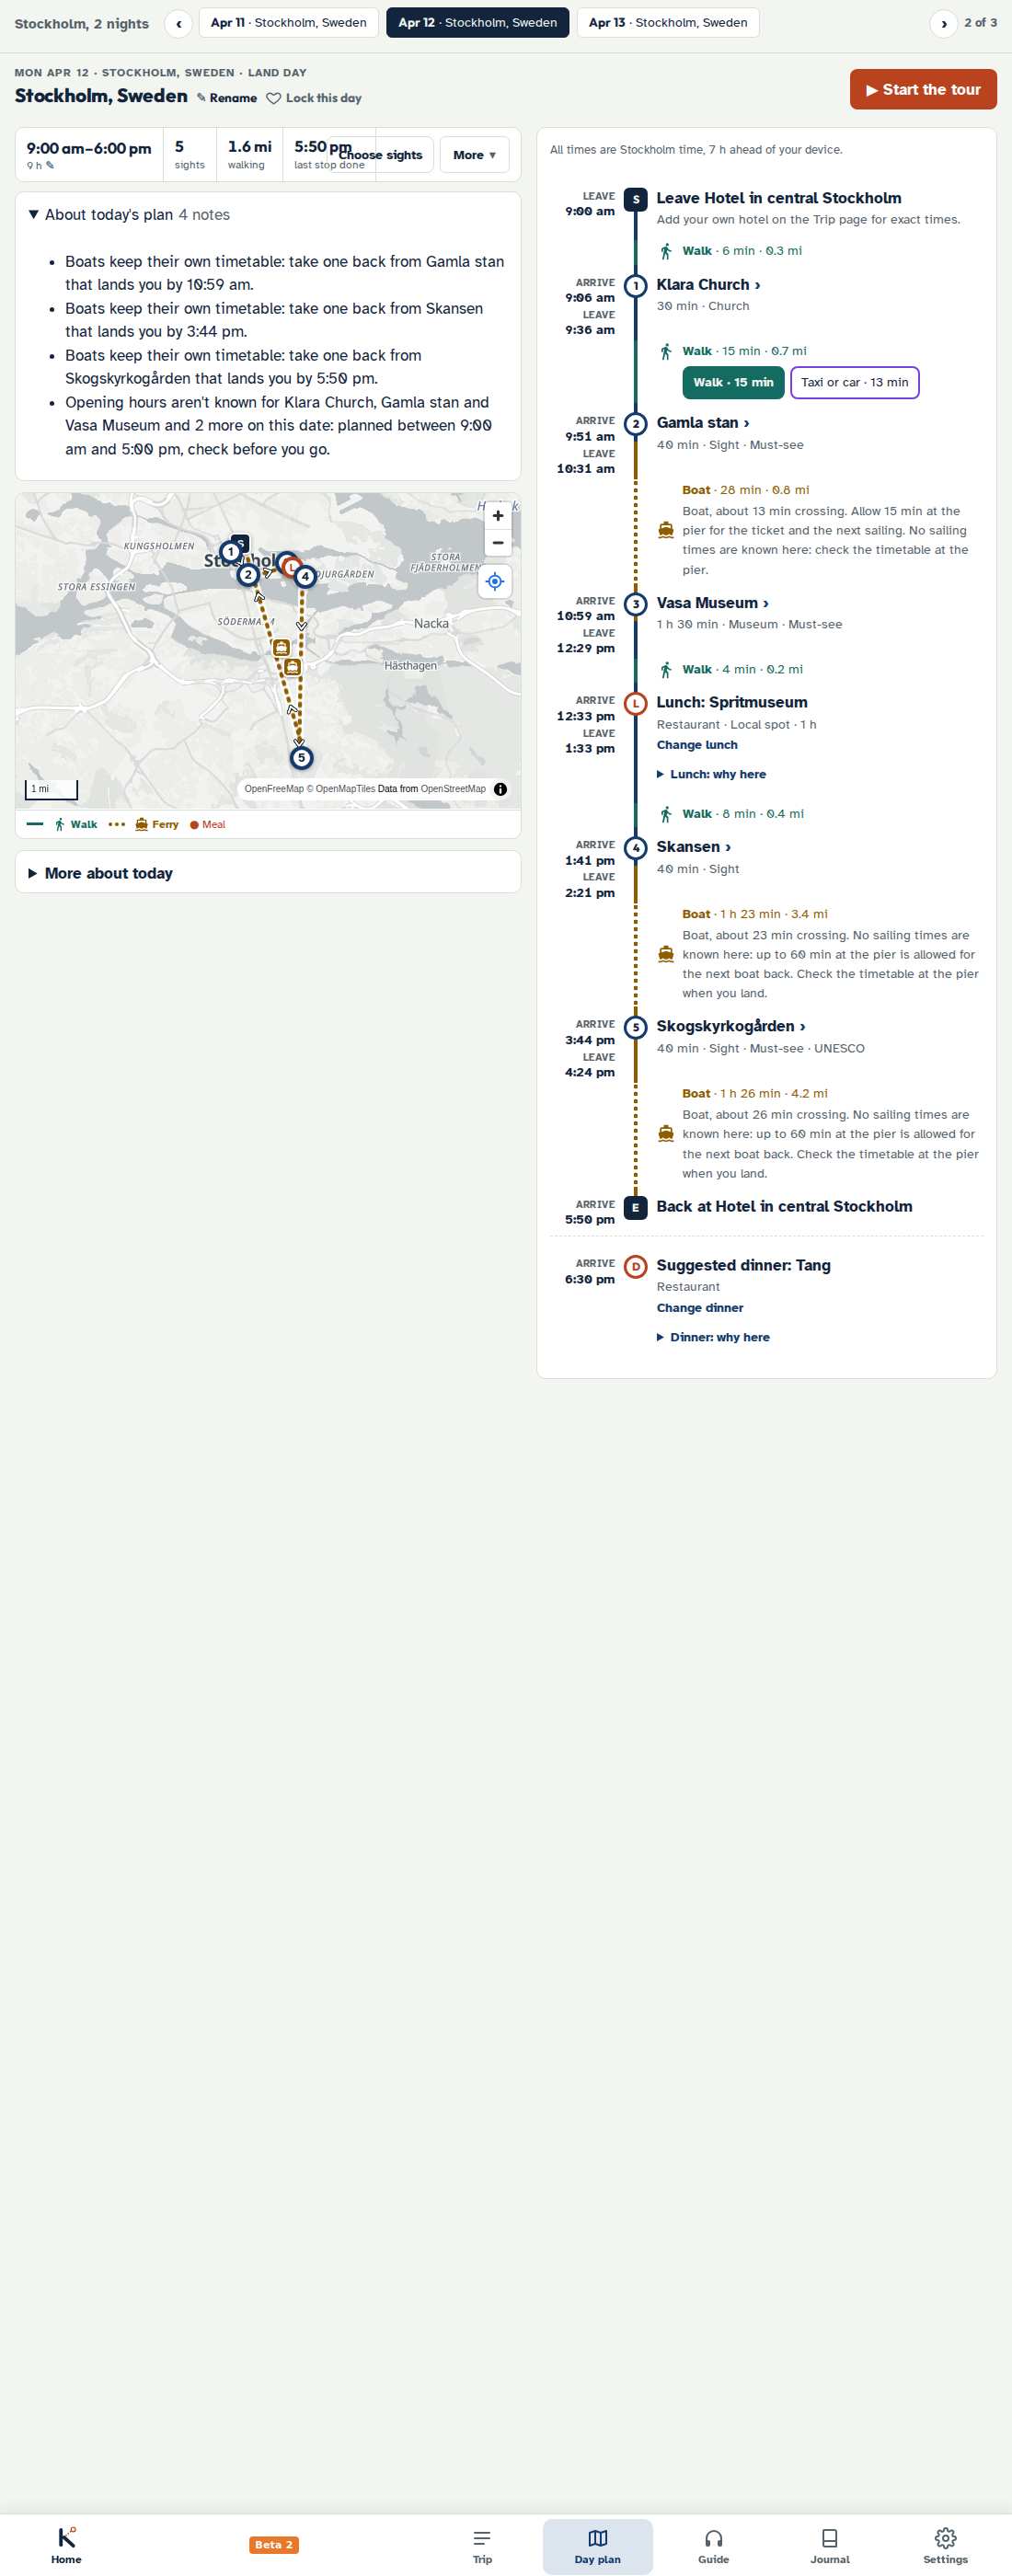 Stockholm, 2 nights
‹
Apr 11 · Stockholm, Sweden
Apr 12 · Stockholm, Sweden
Apr 13 · Stockholm, Sweden
›
2 of 3
MON APR 12 · STOCKHOLM, SWEDEN · LAND DAY
Stockholm, Sweden
✎ Rename
Lock this day
▶ Start the tour
9:00 am–6:00 pm
9 h ✎
5
sights
1.6 mi
walking
5:50 pm
last stop done
Choose sights
More ▾
▼ About today's plan 4 notes
• Boats keep their own timetable: take one back from Gamla stan
that lands you by 10:59 am.
• Boats keep their own timetable: take one back from Skansen
that lands you by 3:44 pm.
• Boats keep their own timetable: take one back from
Skogskyrkogården that lands you by 5:50 pm.
• Opening hours aren't known for Klara Church, Gamla stan and
Vasa Museum and 2 more on this date: planned between 9:00
am and 5:00 pm, check before you go.
KUNGSHOLMEN
STORA
FJÄDERHOLMEN
STORA ESSINGEN
Nacka
Hästhagen
S
1
2
L
4
5
+
−
1 mi
OpenFreeMap © OpenMapTiles Data from OpenStreetMap
Walk
Ferry
Meal
▶ More about today
All times are Stockholm time, 7 h ahead of your device.
LEAVE
9:00 am
S
Leave Hotel in central Stockholm
Add your own hotel on the Trip page for exact times.
Walk · 6 min · 0.3 mi
ARRIVE
9:06 am
LEAVE
9:36 am
1
Klara Church ›
30 min · Church
Walk · 15 min · 0.7 mi
Walk · 15 min
Taxi or car · 13 min
ARRIVE
9:51 am
LEAVE
10:31 am
2
Gamla stan ›
40 min · Sight · Must-see
Boat · 28 min · 0.8 mi
Boat, about 13 min crossing. Allow 15 min at the
pier for the ticket and the next sailing. No sailing
times are known here: check the timetable at the
pier.
ARRIVE
10:59 am
LEAVE
12:29 pm
3
Vasa Museum ›
1 h 30 min · Museum · Must-see
Walk · 4 min · 0.2 mi
ARRIVE
12:33 pm
LEAVE
1:33 pm
L
Lunch: Spritmuseum
Restaurant · Local spot · 1 h
Change lunch
▶ Lunch: why here
Walk · 8 min · 0.4 mi
ARRIVE
1:41 pm
LEAVE
2:21 pm
4
Skansen ›
40 min · Sight
Boat · 1 h 23 min · 3.4 mi
Boat, about 23 min crossing. No sailing times are
known here: up to 60 min at the pier is allowed for
the next boat back. Check the timetable at the pier
when you land.
ARRIVE
3:44 pm
LEAVE
4:24 pm
5
Skogskyrkogården ›
40 min · Sight · Must-see · UNESCO
Boat · 1 h 26 min · 4.2 mi
Boat, about 26 min crossing. No sailing times are
known here: up to 60 min at the pier is allowed for
the next boat back. Check the timetable at the pier
when you land.
ARRIVE
5:50 pm
E
Back at Hotel in central Stockholm
ARRIVE
6:30 pm
D
Suggested dinner: Tang
Restaurant
Change dinner
▶ Dinner: why here
Home
Beta 2
Trip
Day plan
Guide
Journal
Settings